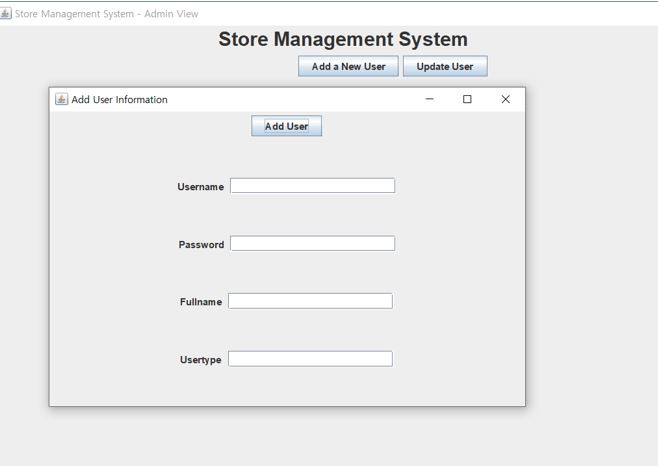 Store Management System - Admin View
Store Management System
Add a New User Update User
Add User Information
Add User
Username
Password
Fullname
Usertype